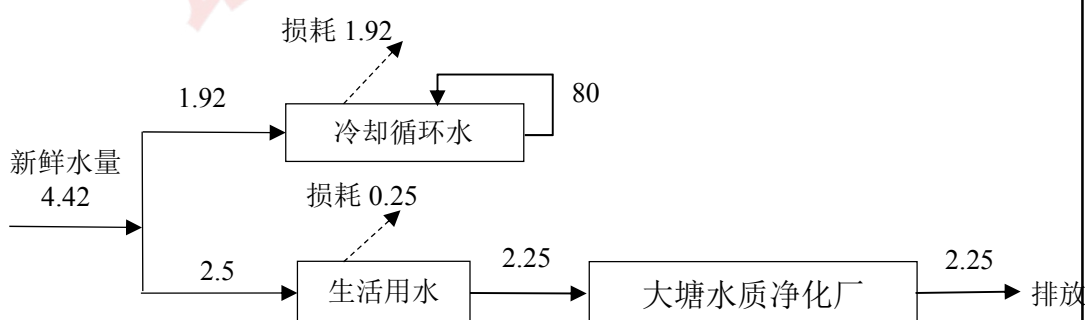 损耗 1.92
1.92
80
冷却循环水
新鲜水量
4.42
损耗 0.25
2.5
生活用水
2.25
大塘水质净化厂
2.25
排放